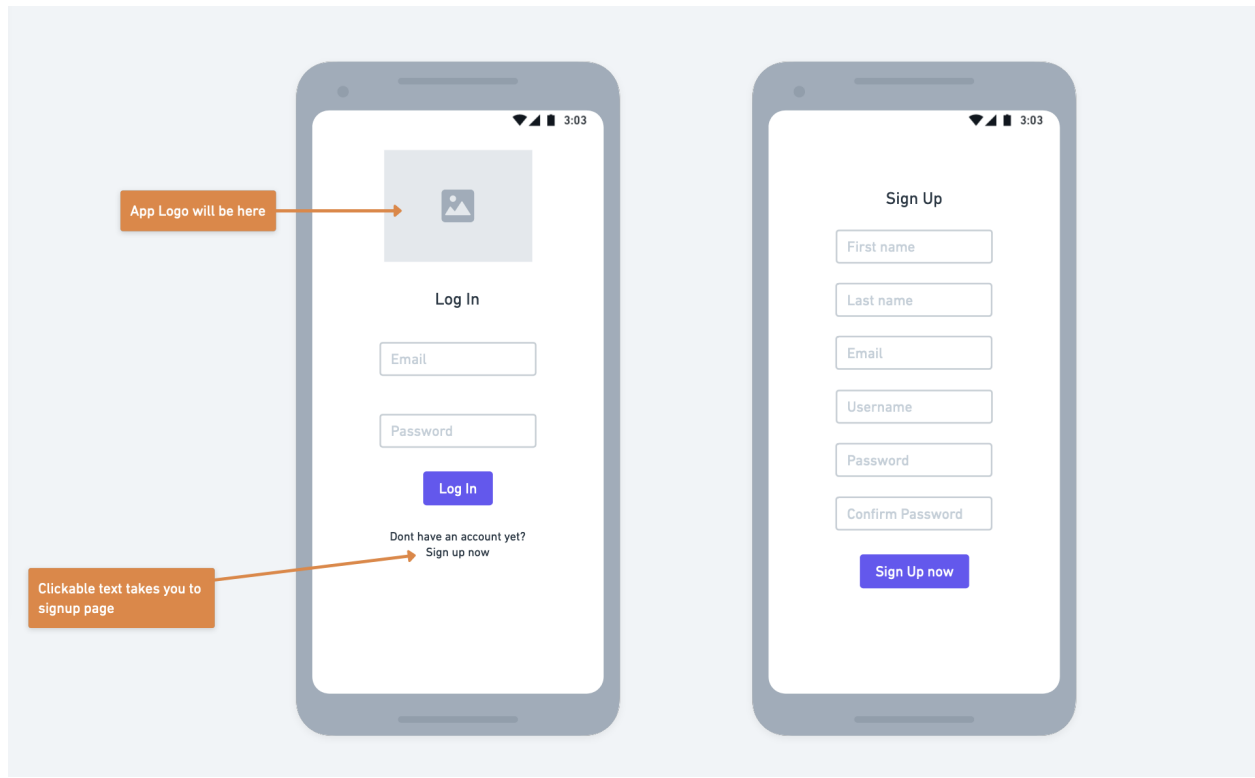 3:03
App Logo will be here
Log In
Email
Password
Log In
Dont have an account yet?
Sign up now
Clickable text takes you to
signup page
3:03
Sign Up
First name
Last name
Email
Username
Password
Confirm Password
Sign Up now